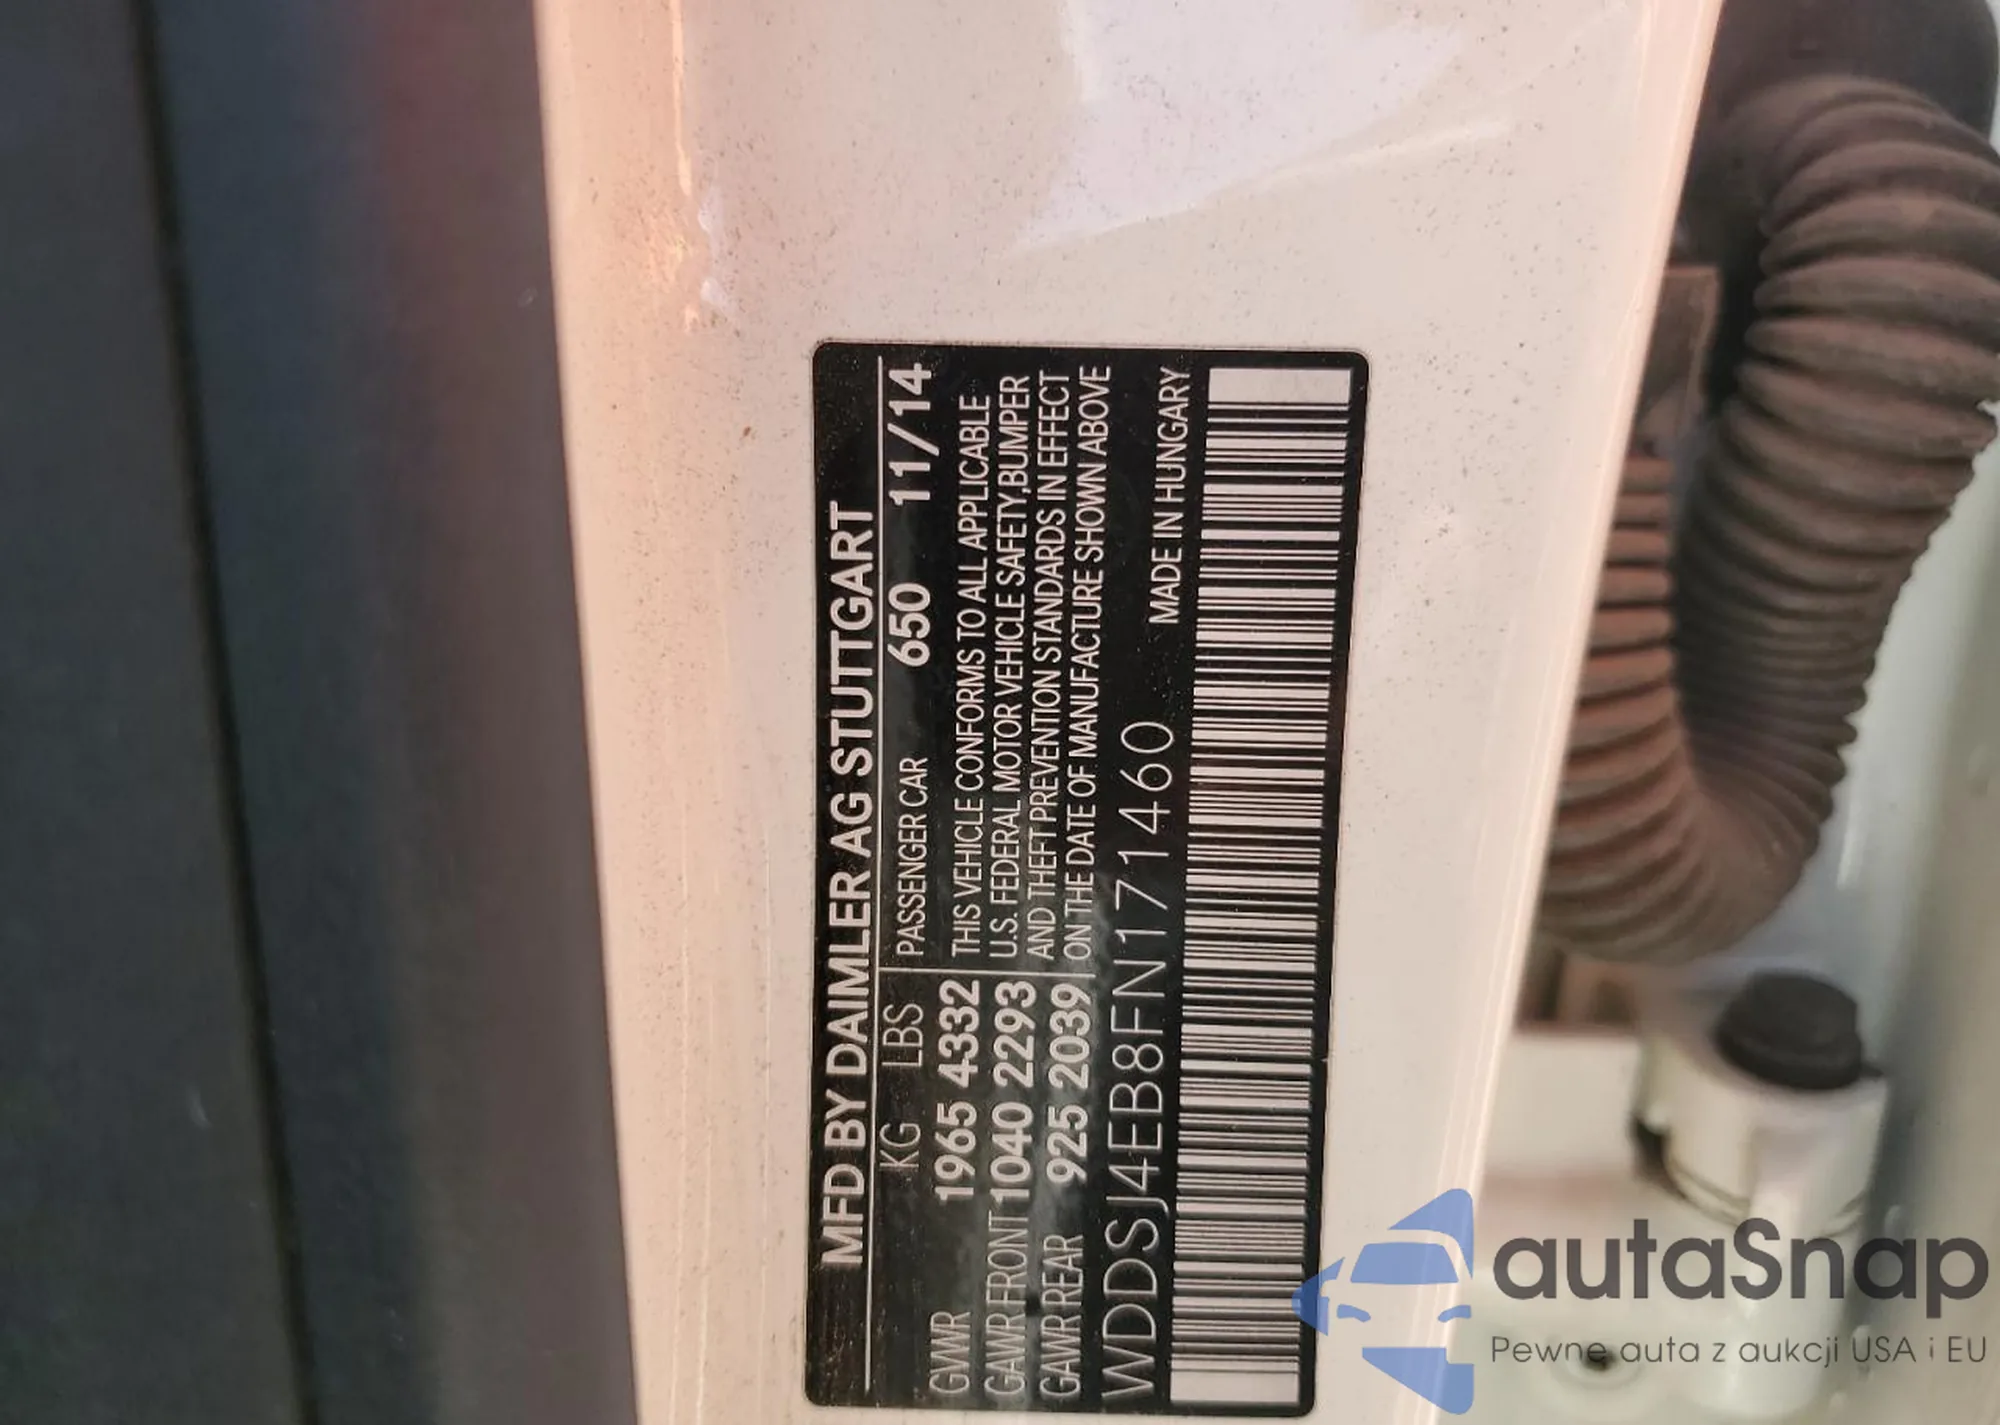 MFD BY DAIMLER AG STUTTGART
KG LBS PASSENGER CAR 650 11/14
GVWR 1965 4332
GAWR FRONT 1040 2293
GAWR REAR 925 2039
THIS VEHICLE CONFORMS TO ALL APPLICABLE
U.S. FEDERAL MOTOR VEHICLE SAFETY,BUMPER
AND THEFT PREVENTION STANDARDS IN EFFECT
ON THE DATE OF MANUFACTURE SHOWN ABOVE
WDDSJ4EB8FN171460 MADE IN HUNGARY
autaSnap
Pewne auta z aukcji USA i EU